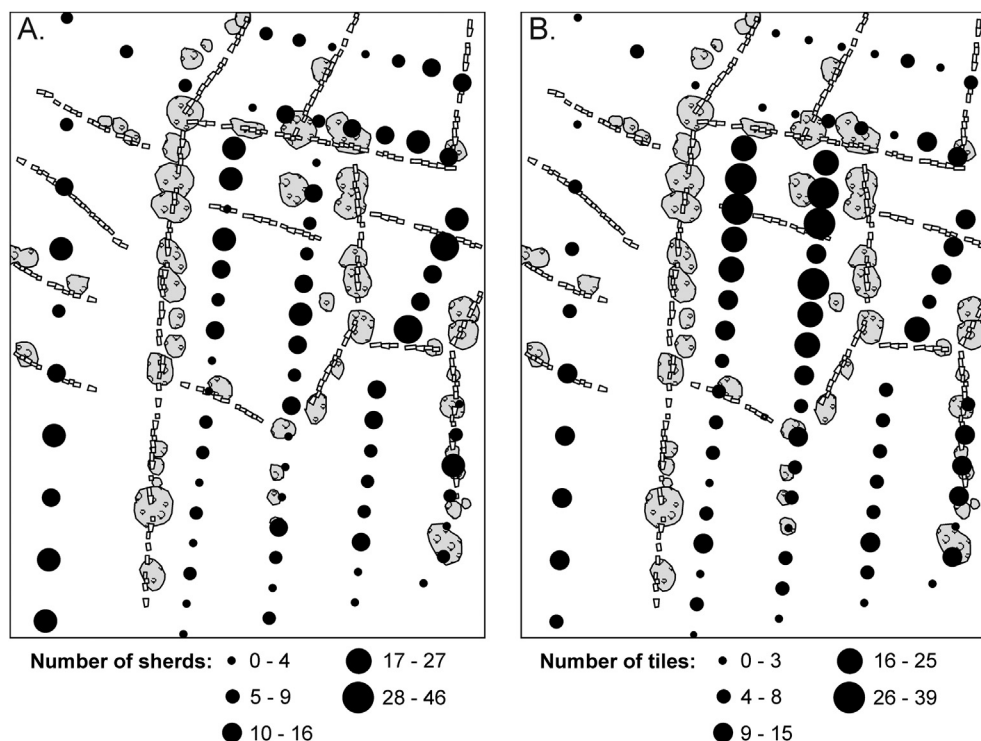 A.
B.
Number of sherds: 0 - 4 17 - 27
5 - 9 28 - 46
10 - 16
Number of tiles: 0 - 3 16 - 25
4 - 8 26 - 39
9 - 15